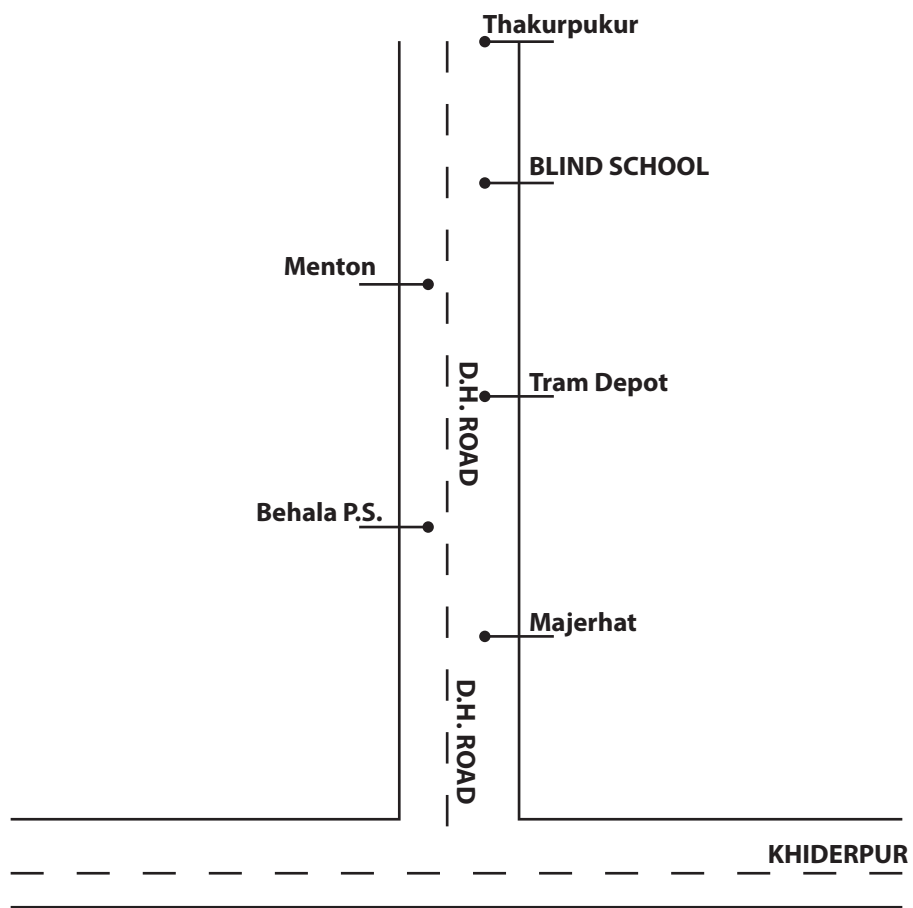 Thakurpukur
BLIND SCHOOL
Menton
D.H. ROAD
Tram Depot
Behala P.S.
Majerhat
D.H. ROAD
KHIDERPUR